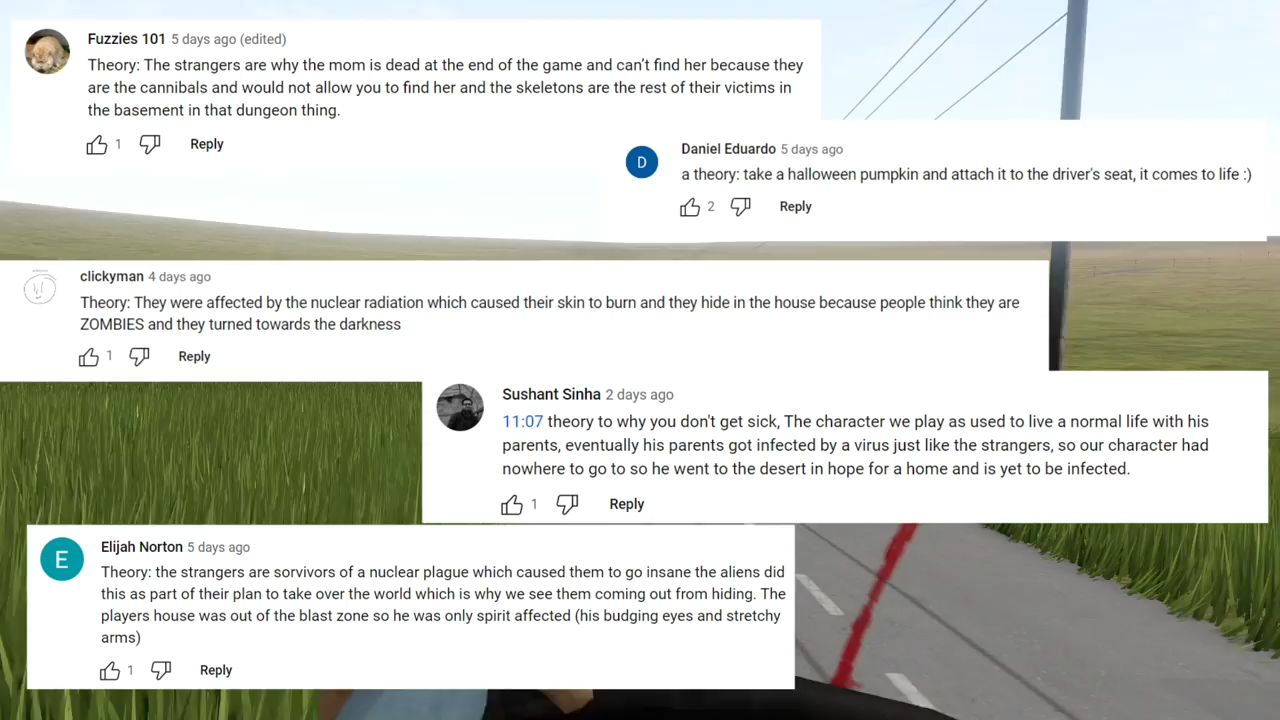 Fuzzies 101 5 days ago (edited)
Theory: The strangers are why the mom is dead at the end of the game and can't find her because they
are the cannibals and would not allow you to find her and the skeletons are the rest of their victims in
the basement in that dungeon thing.
1 Reply
D
Daniel Eduardo 5 days ago
a theory: take a halloween pumpkin and attach it to the driver's seat, it comes to life :)
2 Reply
clickyman 4 days ago
Theory: They were affected by the nuclear radiation which caused their skin to burn and they hide in the house because people think they are
ZOMBIES and they turned towards the darkness
1 Reply
Sushant Sinha 2 days ago
11:07 theory to why you don't get sick, The character we play as used to live a normal life with his
parents, eventually his parents got infected by a virus just like the strangers, so our character had
nowhere to go to so he went to the desert in hope for a home and is yet to be infected.
1 Reply
E
Elijah Norton 5 days ago
Theory: the strangers are sorvivors of a nuclear plague which caused them to go insane the aliens did
this as part of their plan to take over the world which is why we see them coming out from hiding. The
players house was out of the blast zone so he was only spirit affected (his budging eyes and stretchy
arms)
1 Reply